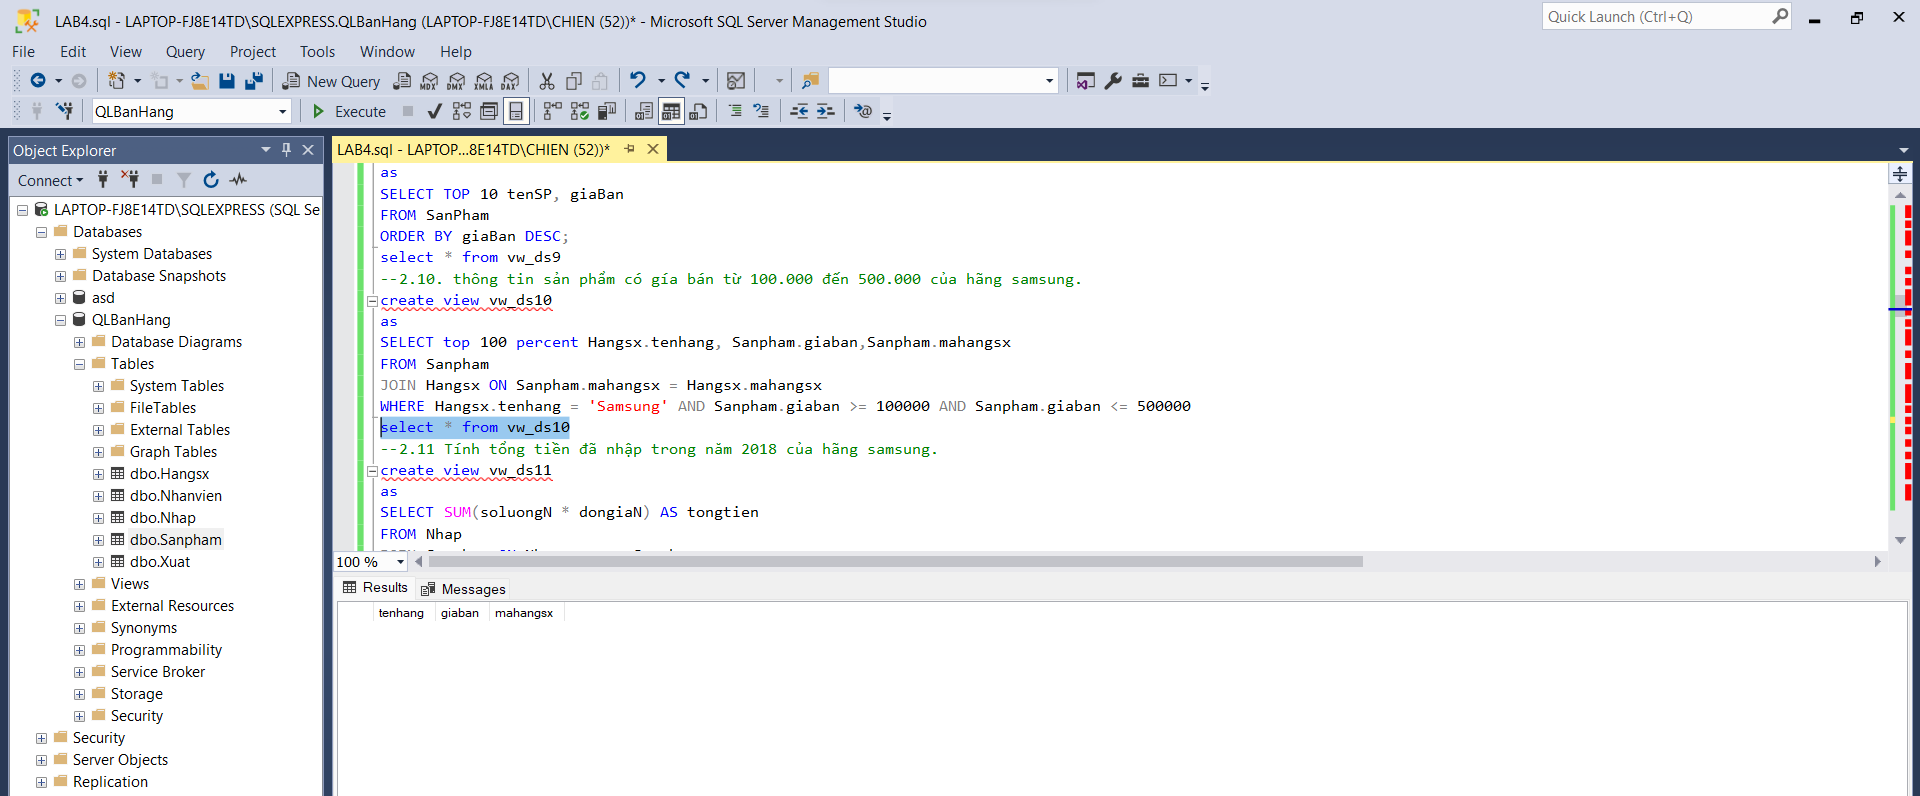 LAB4.sql - LAPTOP-FJ8E14TD\SQLEXPRESS.QLBanHang (LAPTOP-FJ8E14TD\CHIEN (52))* - Microsoft SQL Server Management Studio
Quick Launch (Ctrl+Q)
File Edit View Query Project Tools Window Help
New Query MDX DMX XMLA DAX
QLBanHang Execute
Object Explorer
Connect
LAPTOP-FJ8E14TD\SQLEXPRESS (SQL Se
Databases
System Databases
Database Snapshots
asd
QLBanHang
Database Diagrams
Tables
System Tables
FileTables
External Tables
Graph Tables
dbo.Hangsx
dbo.Nhanvien
dbo.Nhap
dbo.Sanpham
dbo.Xuat
Views
External Resources
Synonyms
Programmability
Service Broker
Storage
Security
Security
Server Objects
Replication
LAB4.sql - LAPTOP...8E14TD\CHIEN (52))*
as
SELECT TOP 10 tenSP, giaBan
FROM SanPham
ORDER BY giaBan DESC;
select * from vw_ds9
--2.10. thông tin sản phẩm có gía bán từ 100.000 đến 500.000 của hãng samsung.
create view vw_ds10
as
SELECT top 100 percent Hangsx.tenhang, Sanpham.giaban,Sanpham.mahangsx
FROM Sanpham
JOIN Hangsx ON Sanpham.mahangsx = Hangsx.mahangsx
WHERE Hangsx.tenhang = 'Samsung' AND Sanpham.giaban >= 100000 AND Sanpham.giaban <= 500000
select * from vw_ds10
--2.11 Tính tổng tiền đã nhập trong năm 2018 của hãng samsung.
create view vw_ds11
as
SELECT SUM(soluongN * dongiaN) AS tongtien
FROM Nhap
100 %
Results Messages
tenhang giaban mahangsx